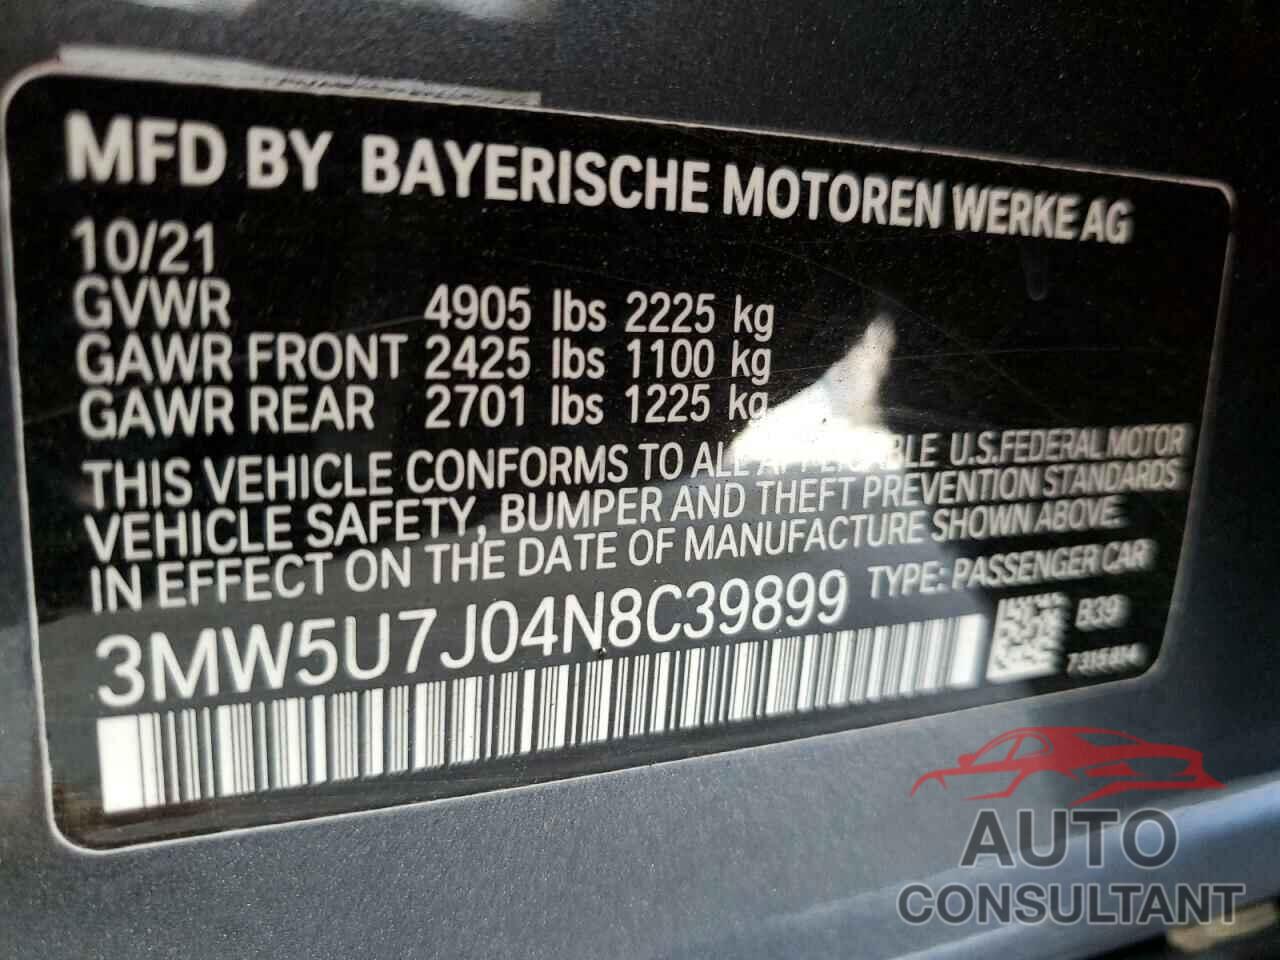 MFD BY BAYERISCHE MOTOREN WERKE AG
10/21
GVWR 4905 lbs 2225 kg
GAWR FRONT 2425 lbs 1100 kg
GAWR REAR 2701 lbs 1225 kg
THIS VEHICLE CONFORMS TO ALL APPLICABLE U.S.FEDERAL MOTOR
VEHICLE SAFETY, BUMPER AND THEFT PREVENTION STANDARDS
IN EFFECT ON THE DATE OF MANUFACTURE SHOWN ABOVE.
3MW5U7J04N8C39899 TYPE: PASSENGER CAR
B39
7315814
AUTO
CONSULTANT